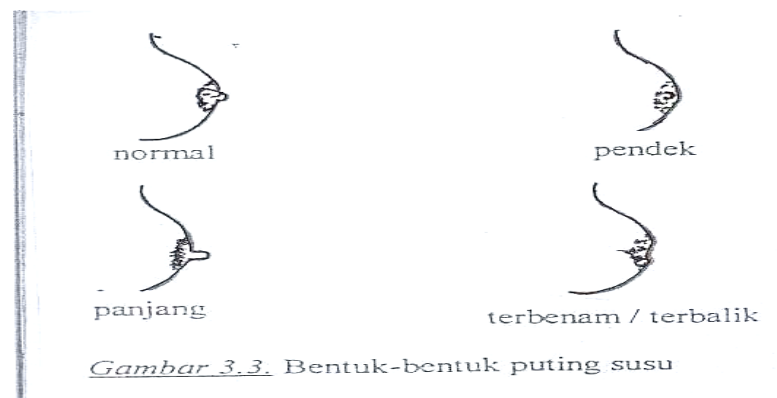 normal
pendek
panjang
terbenam / terbalik
Gambar 3.3. Bentuk-bentuk puting susu